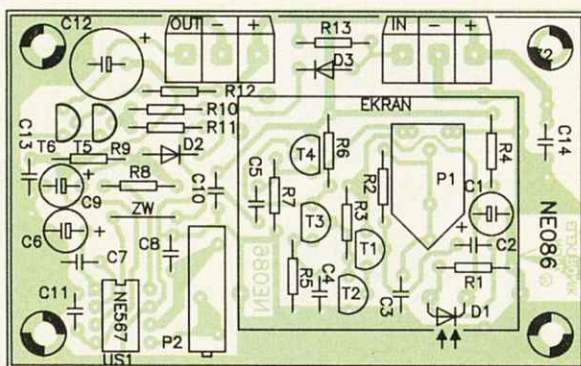 C12
+
OUT - +
R13
IN - +
D3
R12
EKRAN
R10
R11
T6 T5 R9
D2
C13
R8
C9
+
C10
C5
R7
T4
R6
R2
P1
R4
C14
C1
+
T3
R3
T1
C6
+
ZW
C7
C8
C2
R5
C4
T2
C3
R1
D1
C11
NE567
US1
P2
NE086
NE086